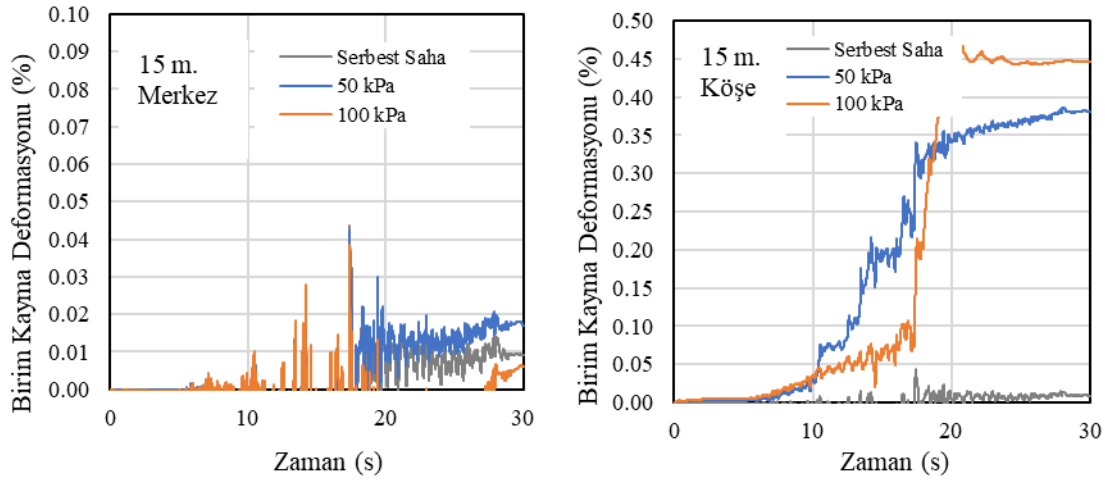 Birim Kayma Deformasyonu (%)
0.10
0.09
0.08
0.07
0.06
0.05
0.04
0.03
0.02
0.01
0.00
15 m.
Merkez
Serbest Saha
50 kPa
100 kPa
0 10 20 30
Zaman (s)
Birim Kayma Deformasyonu (%)
0.50
0.45
0.40
0.35
0.30
0.25
0.20
0.15
0.10
0.05
0.00
15 m.
Köşe
Serbest Saha
50 kPa
100 kPa
0 10 20 30
Zaman (s)